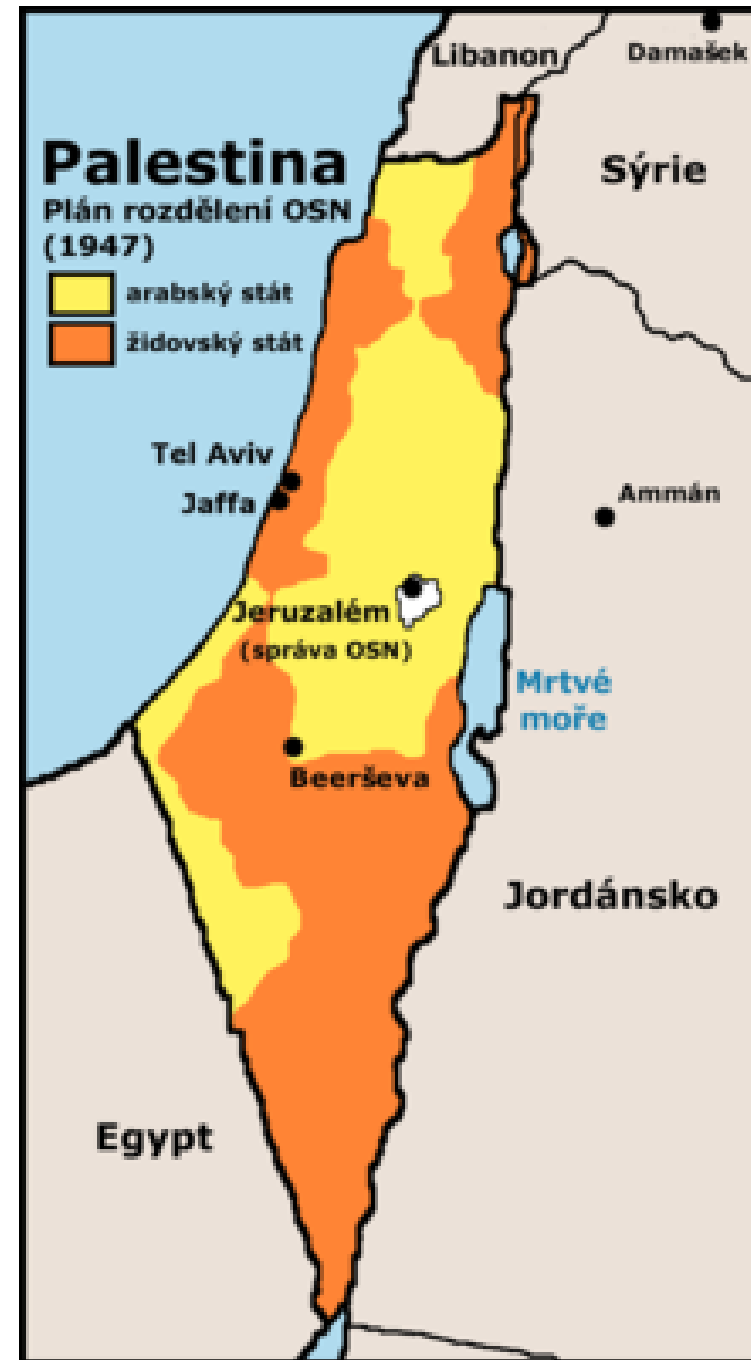 Libanon
Damašek
Palestina
Plán rozdělení OSN
(1947)
Sýrie
arabský stát
židovský stát
Tel Aviv
Jaffa
Ammán
Jeruzalém
(správa OSN)
Mrtvé
moře
Beerševa
Jordánsko
Egypt